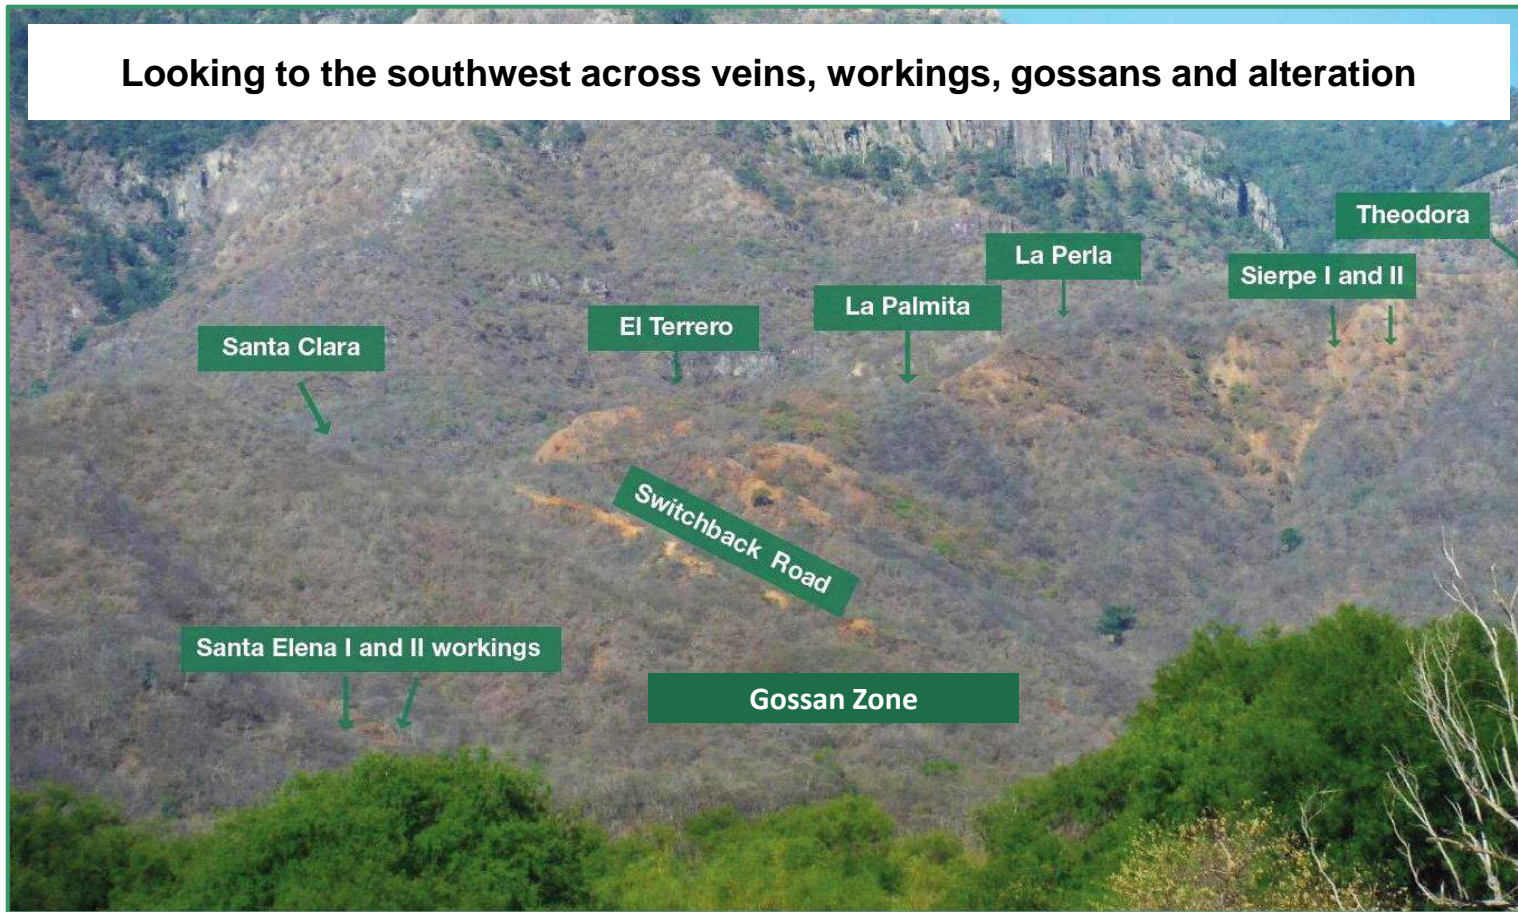 Looking to the southwest across veins, workings, gossans and alteration
Theodora
La Perla
Sierpe I and II
La Palmita
El Terrero
Santa Clara
Switchback Road
Santa Elena I and II workings
Gossan Zone